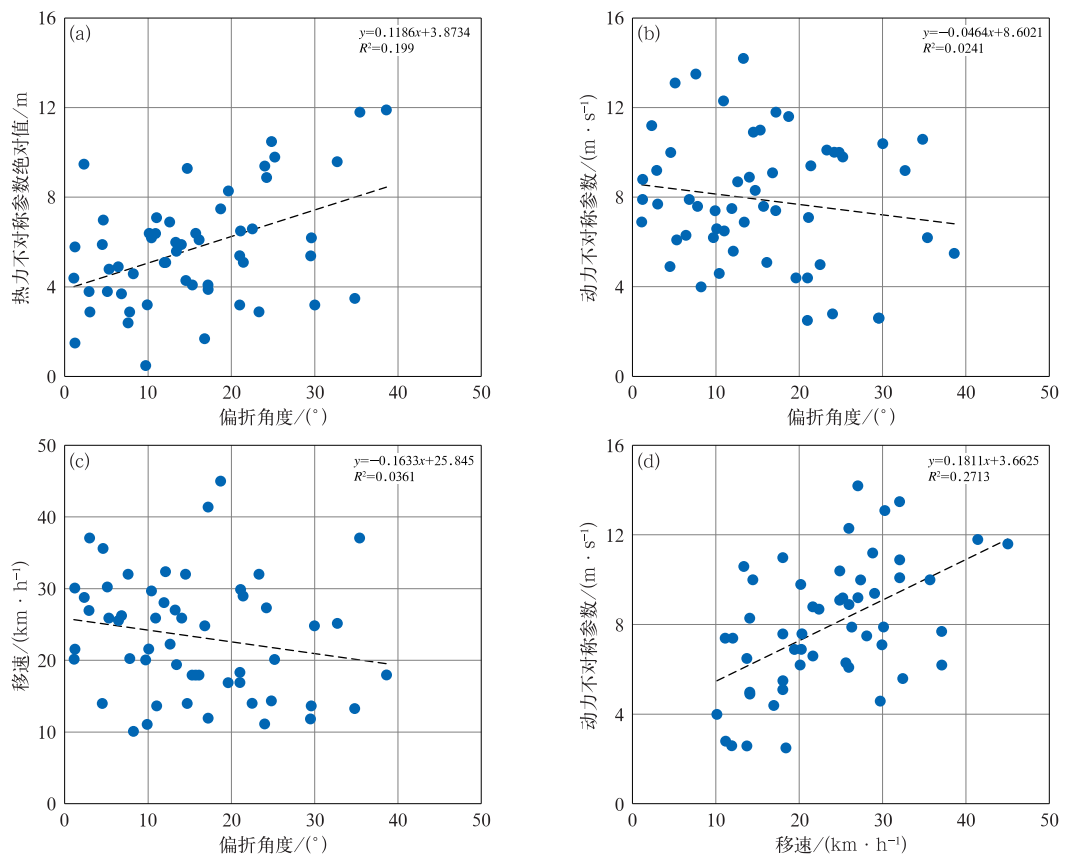 (a)
y=0.1186x+3.8734
R²=0.199
热力不对称参数绝对值/m
16
12
8
4
0
0 10 20 30 40 50
偏折角度/(°)
(b)
y=−0.0464x+8.6021
R²=0.0241
动力不对称参数/(m · s⁻¹)
16
12
8
4
0
0 10 20 30 40 50
偏折角度/(°)
(c)
y=−0.1633x+25.845
R²=0.0361
移速/(km · h⁻¹)
50
40
30
20
10
0
0 10 20 30 40 50
偏折角度/(°)
(d)
y=0.1811x+3.6625
R²=0.2713
动力不对称参数/(m · s⁻¹)
16
12
8
4
0
0 10 20 30 40 50
移速/(km · h⁻¹)